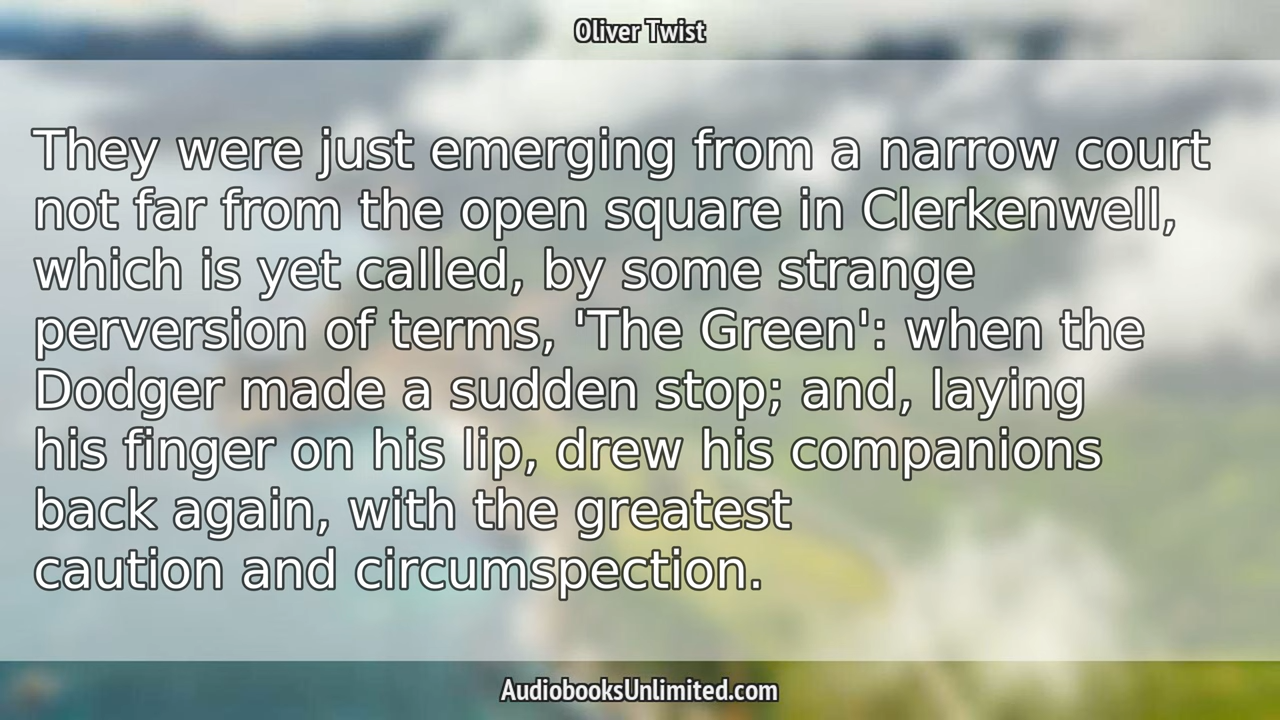 Oliver Twist
They were just emerging from a narrow court
not far from the open square in Clerkenwell,
which is yet called, by some strange
perversion of terms, 'The Green': when the
Dodger made a sudden stop; and, laying
his finger on his lip, drew his companions
back again, with the greatest
caution and circumspection.
AudiobooksUnlimited.com